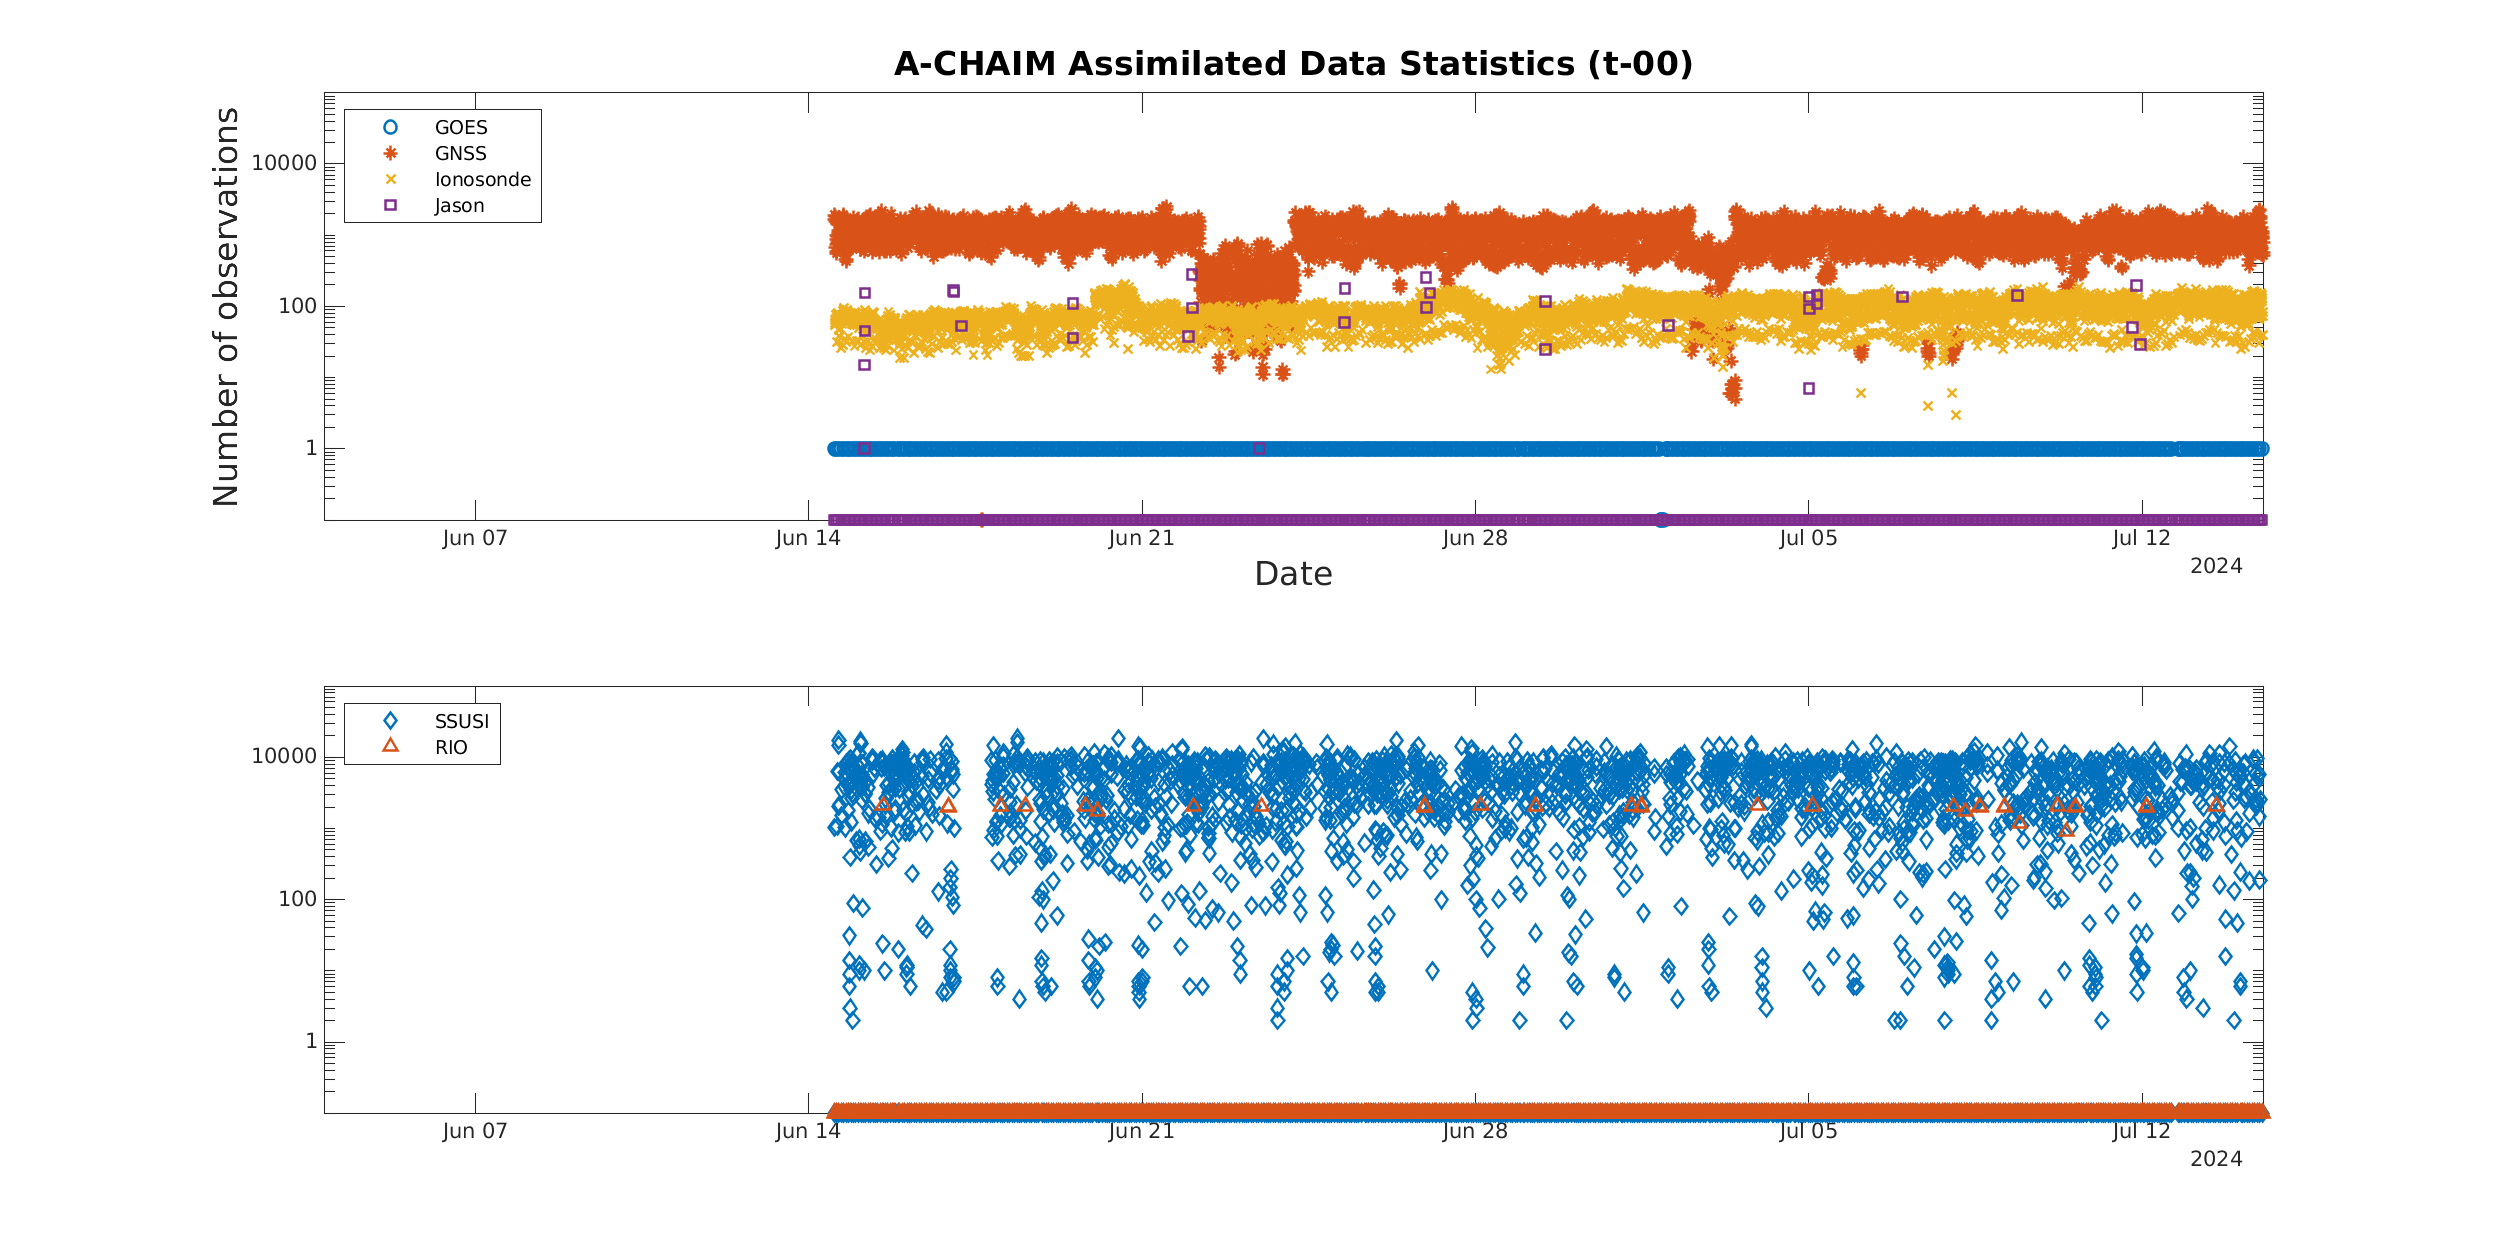 A-CHAIM Assimilated Data Statistics (t-00)
Number of observations
10000
100
1
GOES
GNSS
Ionosonde
Jason
Jun 07
Jun 14
Jun 21
Jun 28
Jul 05
Jul 12
2024
Date
10000
100
1
SSUSI
RIO
Jun 07
Jun 14
Jun 21
Jun 28
Jul 05
Jul 12
2024